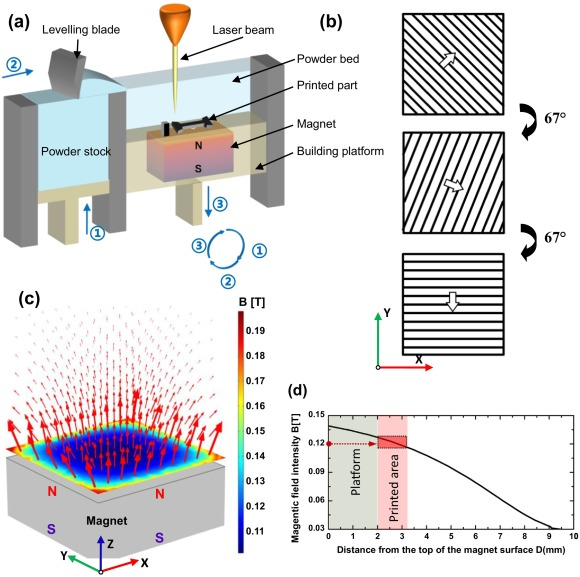 (a)
Levelling blade
Laser beam
②
Powder bed
Printed part
Magnet
Building platform
Powder stock
N
S
①
③
③ ①
②
(b)
67°
67°
Y
X
(c)
B [T]
0.19
0.18
0.17
0.16
0.15
0.14
0.13
0.12
0.11
N
N
S
S
Magnet
Z
Y
X
(d)
Magentic field intensity B[T]
0.15
0.12
0.09
0.06
0.03
Platform
Printed area
0 1 2 3 4 5 6 7 8 9 10
Distance from the top of the magnet surface D(mm)